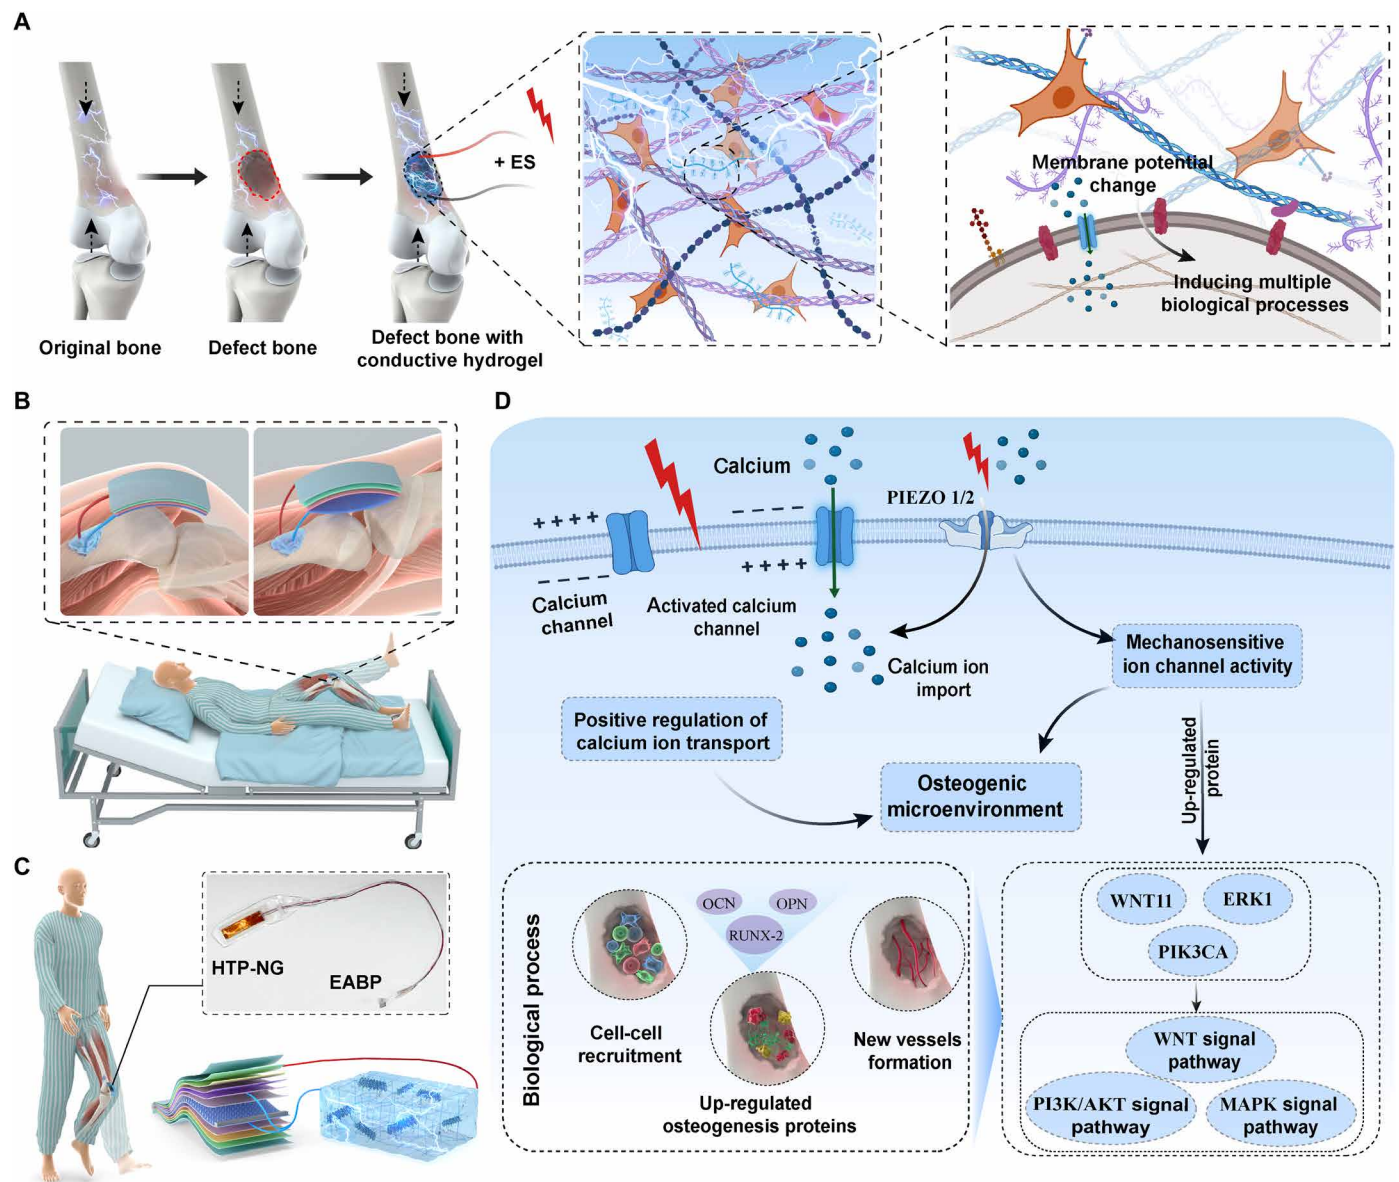 A
+ ES
Original bone
Defect bone
Defect bone with
conductive hydrogel
Membrane potential
change
Inducing multiple
biological processes
B
C
HTP-NG
EABP
D
Calcium
PIEZO 1/2
++++
– – – –
– – – –
++++
Calcium
channel
Activated calcium
channel
Calcium ion
import
Mechanosensitive
ion channel activity
Positive regulation of
calcium ion transport
Osteogenic
microenvironment
Up-regulated
protein
Biological process
OCN
OPN
RUNX-2
Cell-cell
recruitment
Up-regulated
osteogenesis proteins
New vessels
formation
WNT11
ERK1
PIK3CA
WNT signal
pathway
PI3K/AKT signal
pathway
MAPK signal
pathway